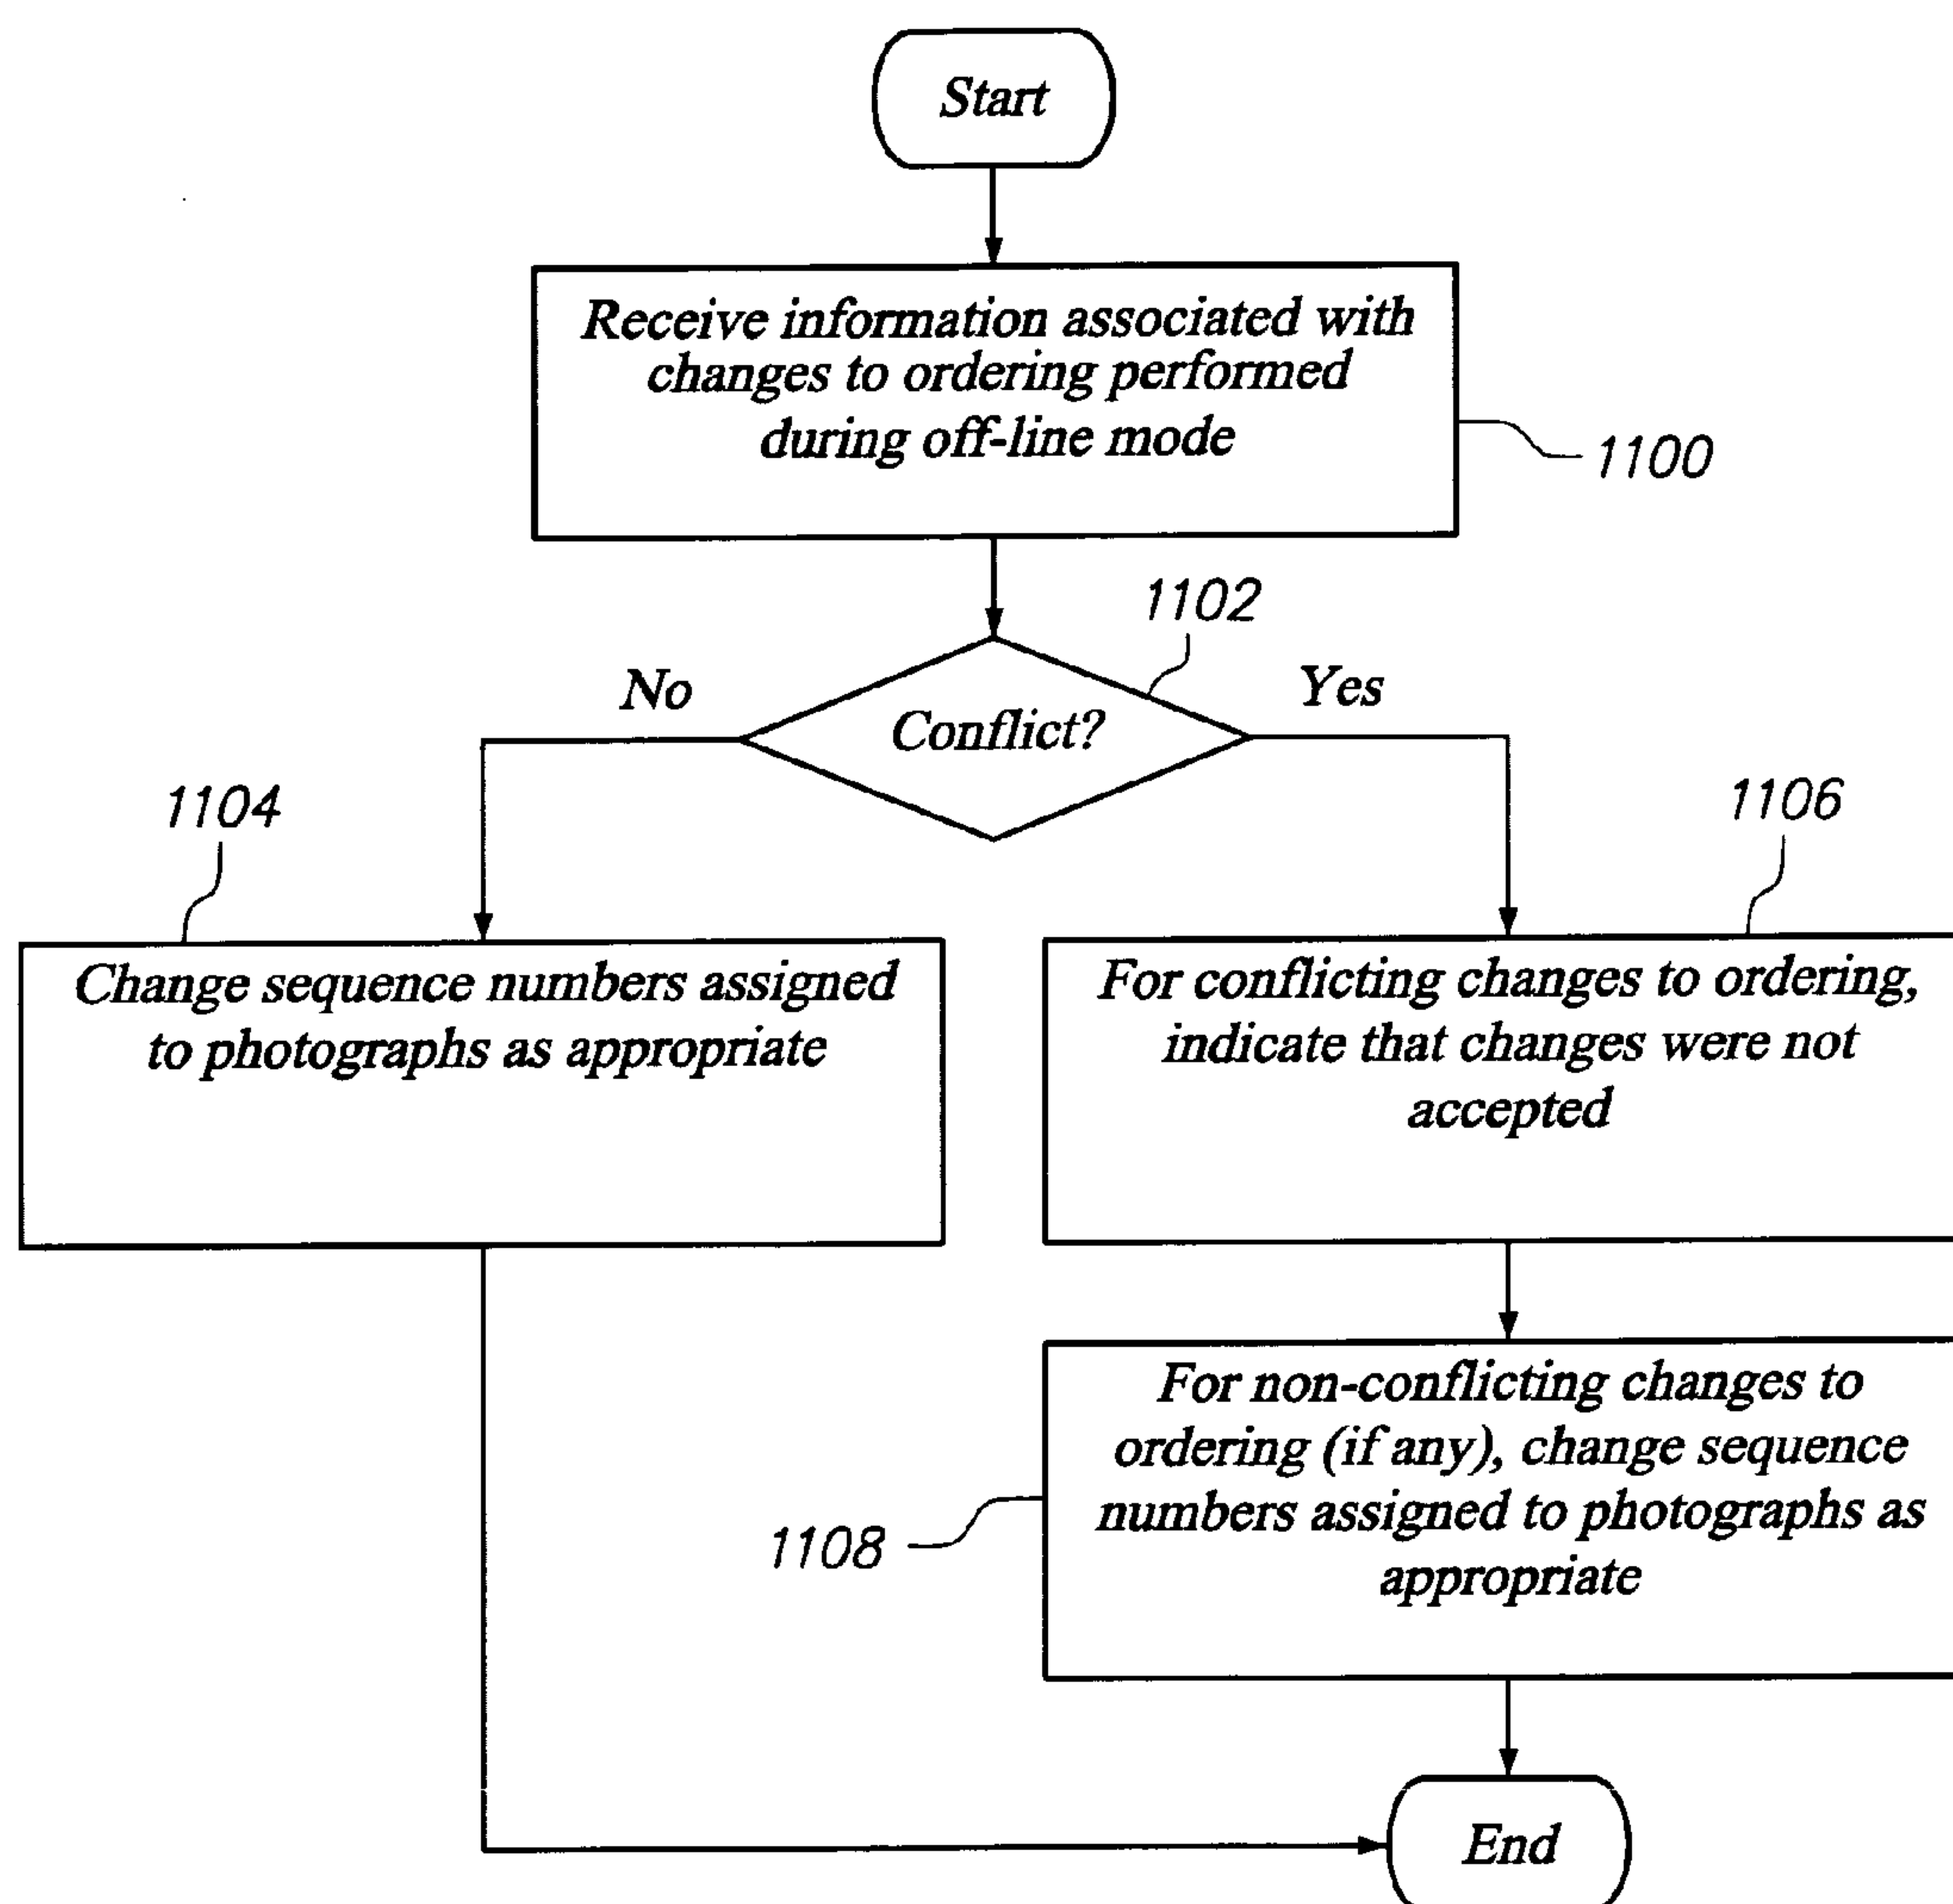 Start
Receive information associated with
changes to ordering performed
during off-line mode
1100
1102
No
Yes
Conflict?
1104
1106
Change sequence numbers assigned
to photographs as appropriate
For conflicting changes to ordering,
indicate that changes were not
accepted
For non-conflicting changes to
ordering (if any), change sequence
numbers assigned to photographs as
appropriate
1108
End